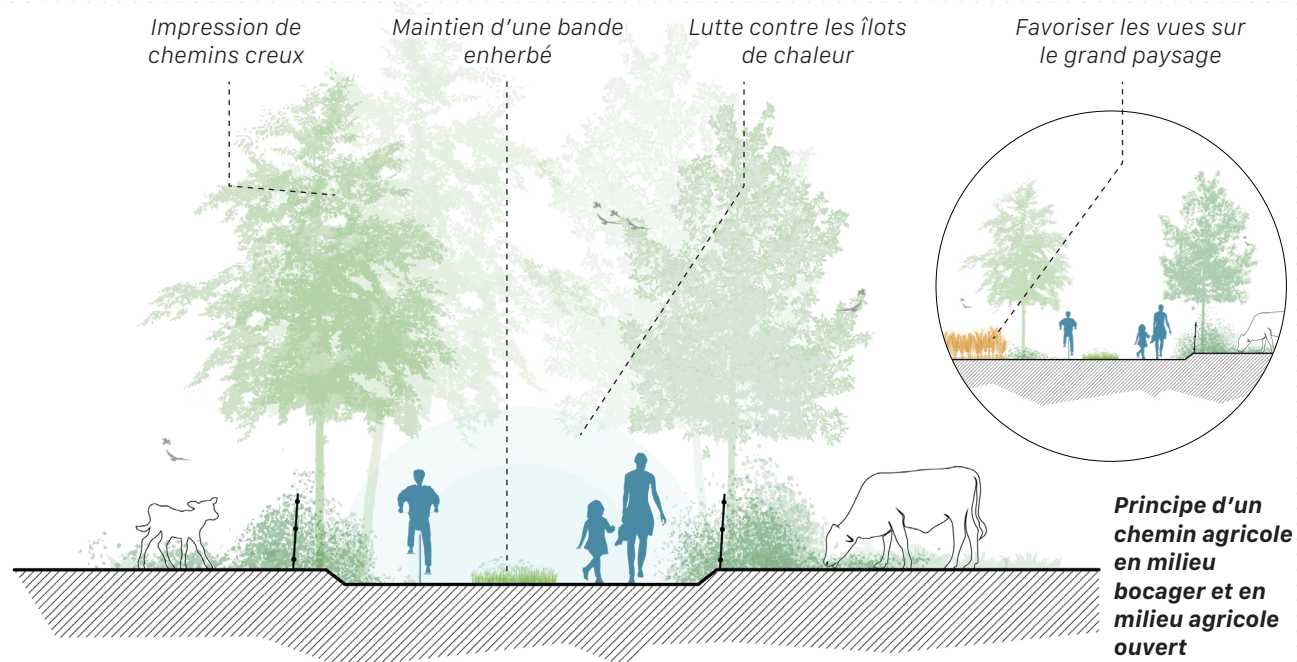 Impression de
chemins creux
Maintien d'une bande
enherbé
Lutte contre les îlots
de chaleur
Favoriser les vues sur
le grand paysage
Principe d'un
chemin agricole
en milieu
bocager et en
milieu agricole
ouvert